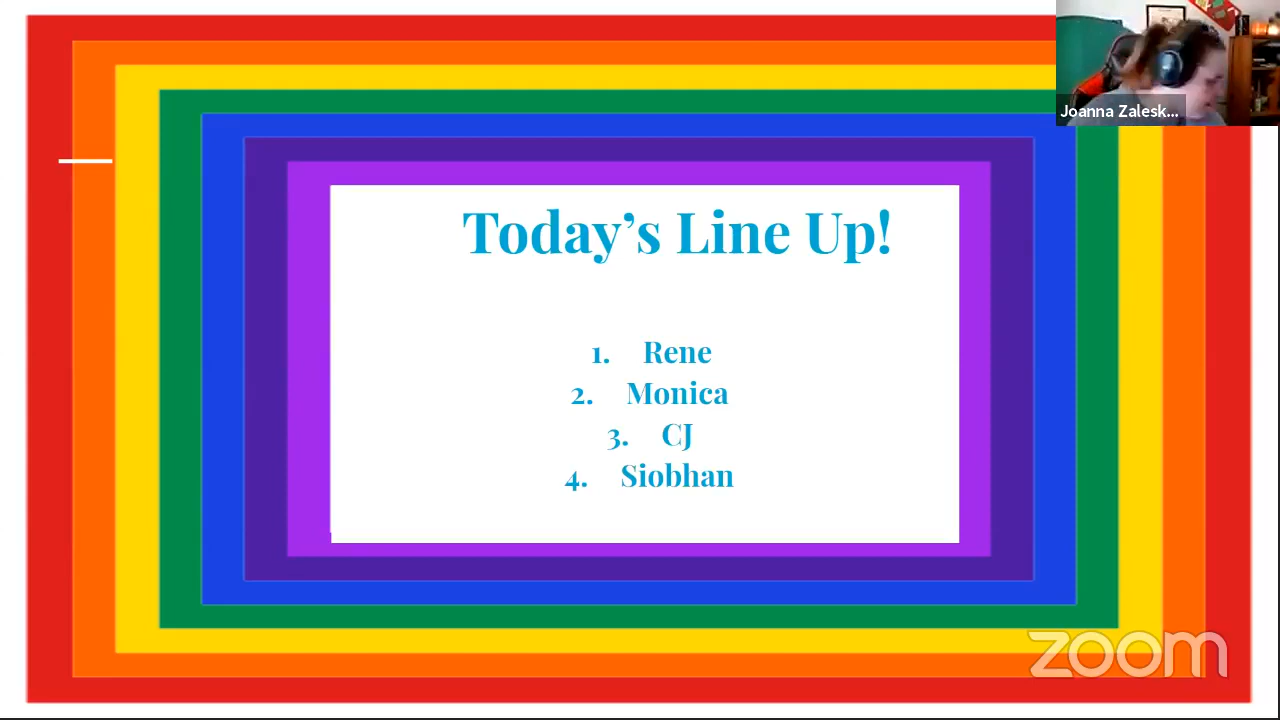 Joanna Zalesk...
Today's Line Up!
1. Rene
2. Monica
3. CJ
4. Siobhan
zoom